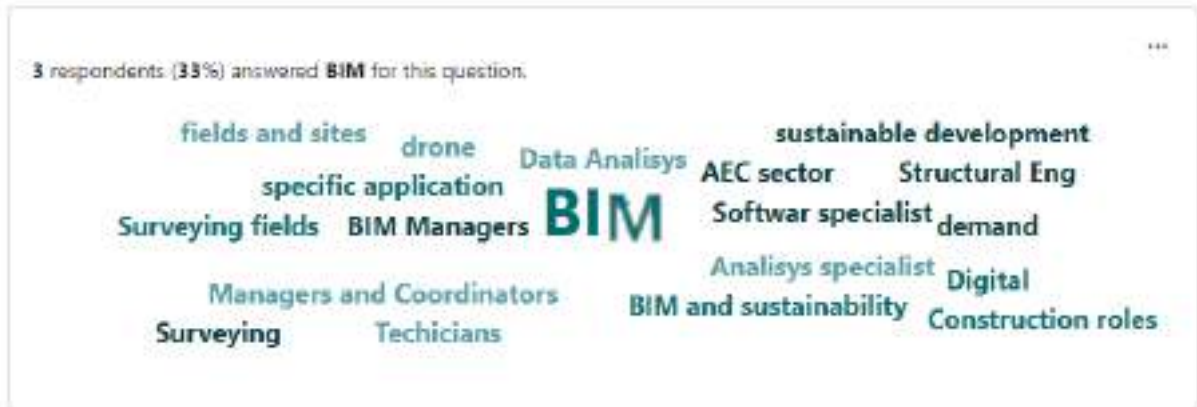 ...
3 respondents (33%) answered BIM for this question.
fields and sites
drone
Data Analisys
sustainable development
specific application
AEC sector
Structural Eng
Surveying fields
BIM Managers
BIM
Softwar specialist
demand
Managers and Coordinators
Analisys specialist
Digital
BIM and sustainability
Construction roles
Surveying
Techicians